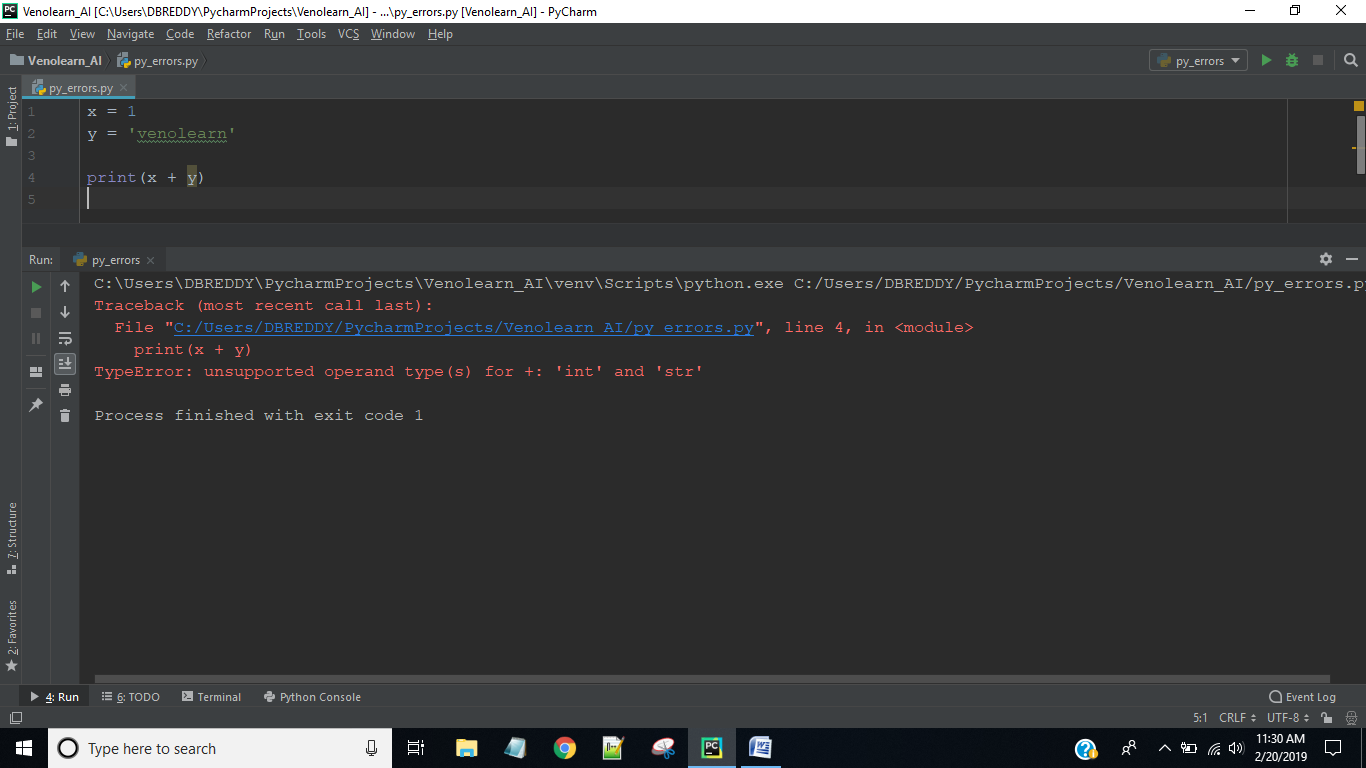 Venolearn_AI [C:\Users\DBREDDY\PycharmProjects\Venolearn_AI] - ...\py_errors.py [Venolearn_AI] - PyCharm
File Edit View Navigate Code Refactor Run Tools VCS Window Help
Venolearn_AI py_errors.py py_errors
py_errors.py
1: Project
1 x = 1
2 y = 'venolearn'
3
4 print(x + y)
5
Run: py_errors
C:\Users\DBREDDY\PycharmProjects\Venolearn_AI\venv\Scripts\python.exe C:/Users/DBREDDY/PycharmProjects/Venolearn_AI/py_errors.p
Traceback (most recent call last):
File "C:/Users/DBREDDY/PycharmProjects/Venolearn_AI/py_errors.py", line 4, in <module>
print(x + y)
TypeError: unsupported operand type(s) for +: 'int' and 'str'
Process finished with exit code 1
7: Structure
2: Favorites
4: Run 6: TODO Terminal Python Console Event Log
5:1 CRLF UTF-8
Type here to search
11:30 AM
2/20/2019